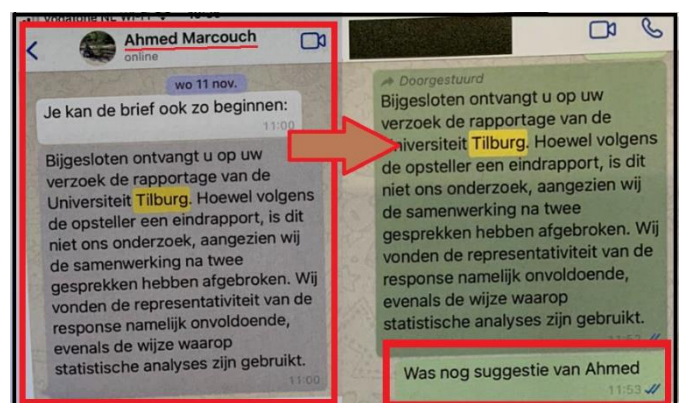 Ahmed Marcouch
online
wo 11 nov.
Je kan de brief ook zo beginnen:
11:00
Bijgesloten ontvangt u op uw
verzoek de rapportage van de
Universiteit Tilburg. Hoewel volgens
de opsteller een eindrapport, is dit
niet ons onderzoek, aangezien wij
de samenwerking na twee
gesprekken hebben afgebroken. Wij
vonden de representativiteit van de
response namelijk onvoldoende,
evenals de wijze waarop
statistische analyses zijn gebruikt.
11:00
Doorgestuurd
Bijgesloten ontvangt u op uw
verzoek de rapportage van de
niversiteit Tilburg. Hoewel volgens
de opsteller een eindrapport, is dit
niet ons onderzoek, aangezien wij
de samenwerking na twee
gesprekken hebben afgebroken. Wij
vonden de representativiteit van de
response namelijk onvoldoende,
evenals de wijze waarop
statistische analyses zijn gebruikt.
Was nog suggestie van Ahmed
11:53